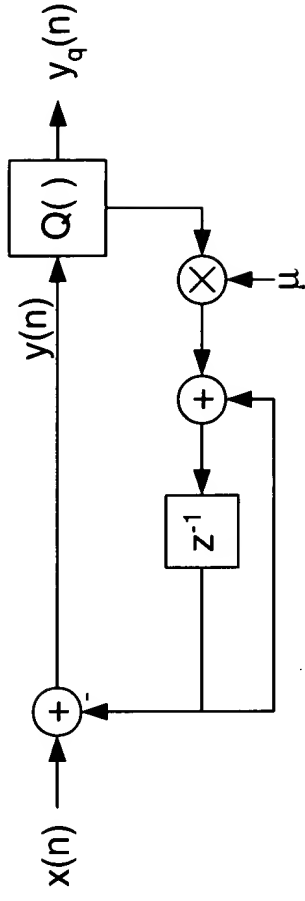 x(n)
+
-
y(n)
Q( )
y_q(n)
×
μ
+
z⁻¹